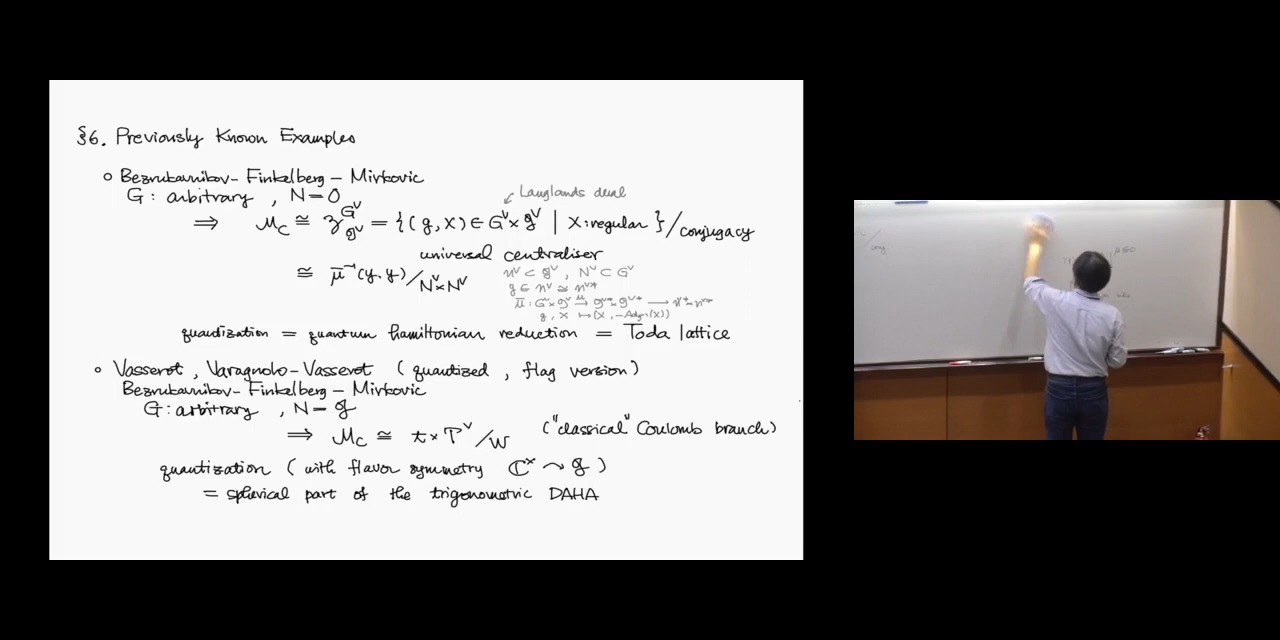 §6. Previously Known Examples
○ Bezrukavnikov-Finkelberg-Mirkovic
G: arbitrary, N=0
Langlands dual
⇒ M_C ≅ Z^{G^∨}_{g^∨} = {(g, X) ∈ G^∨ × g^∨ | X: regular}/conjugacy
universal centraliser
≅ μ̄^{-1}(y, y)/N^∨×N^∨
n^∨ ⊂ g^∨, N^∨ ⊂ G^∨
quantization = quantum hamiltonian reduction = Toda lattice
○ Vasserot, Varagnolo-Vasserot (quantized, flag version)
Bezrukavnikov-Finkelberg-Mirkovic
G: arbitrary, N = g
⇒ M_C ≅ t × T^∨/W ("classical" Coulomb branch)
quantization (with flavor symmetry ℂ^× ↷ g)
= spherical part of the trigonometric DAHA